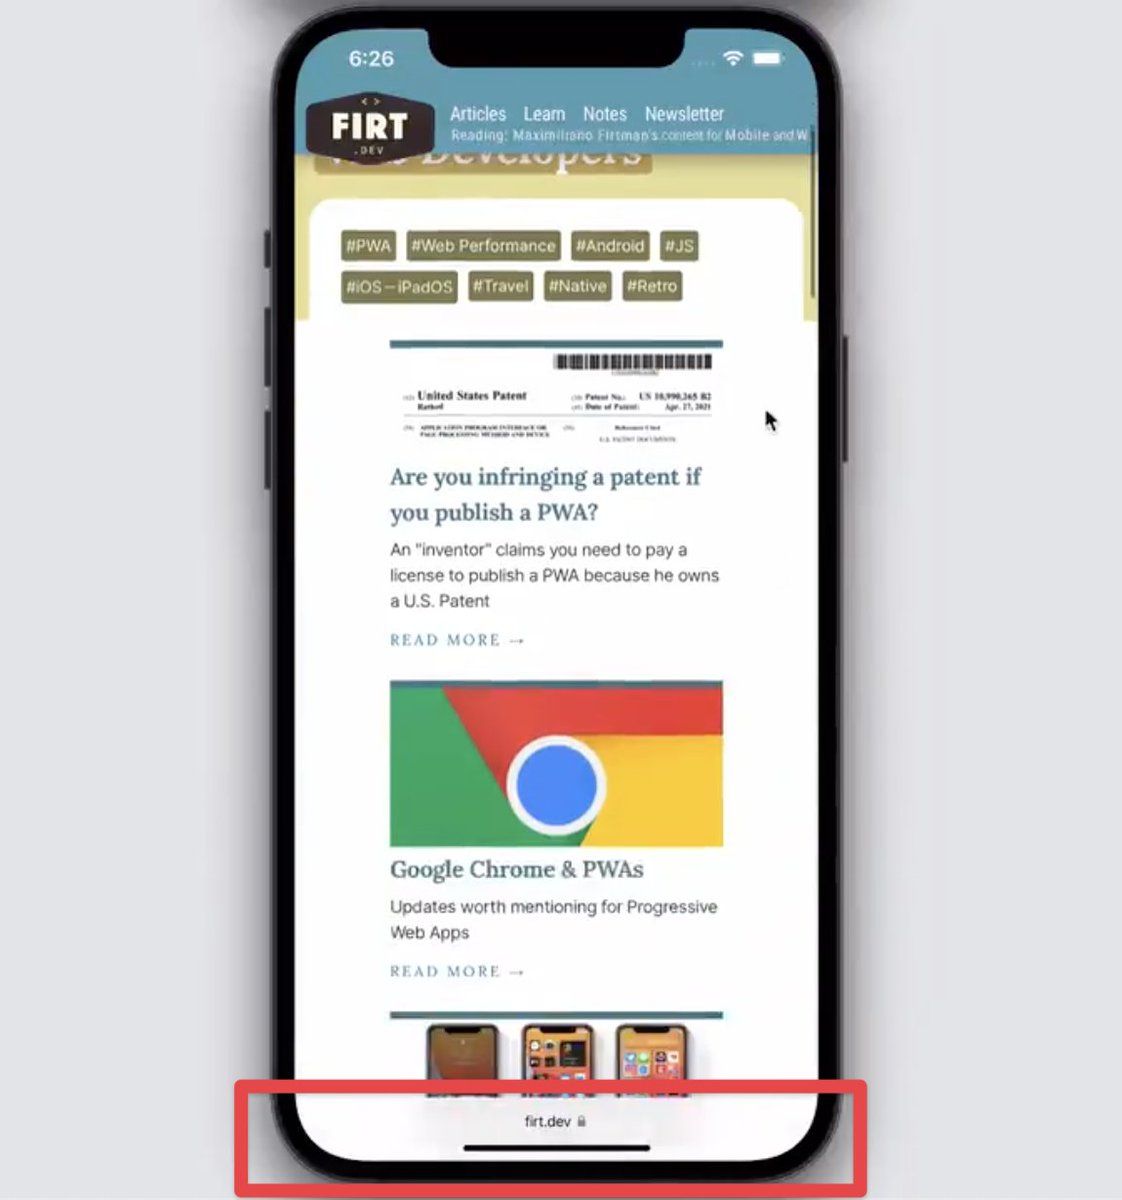 6:26
Articles Learn Notes Newsletter
Reading: Maximiliano Firtman's content for Mobile and W
< >
FIRT
.DEV
Developers
#PWA #Web Performance #Android #JS
#iOS – iPadOS #Travel #Native #Retro
United States Patent
Patent No.: US 10,990,265 B2
Date of Patent: Apr. 27, 2021
References Cited
U.S. PATENT DOCUMENTS
Are you infringing a patent if
you publish a PWA?
An "inventor" claims you need to pay a
license to publish a PWA because he owns
a U.S. Patent
READ MORE →
Google Chrome & PWAs
Updates worth mentioning for Progressive
Web Apps
READ MORE →
firt.dev